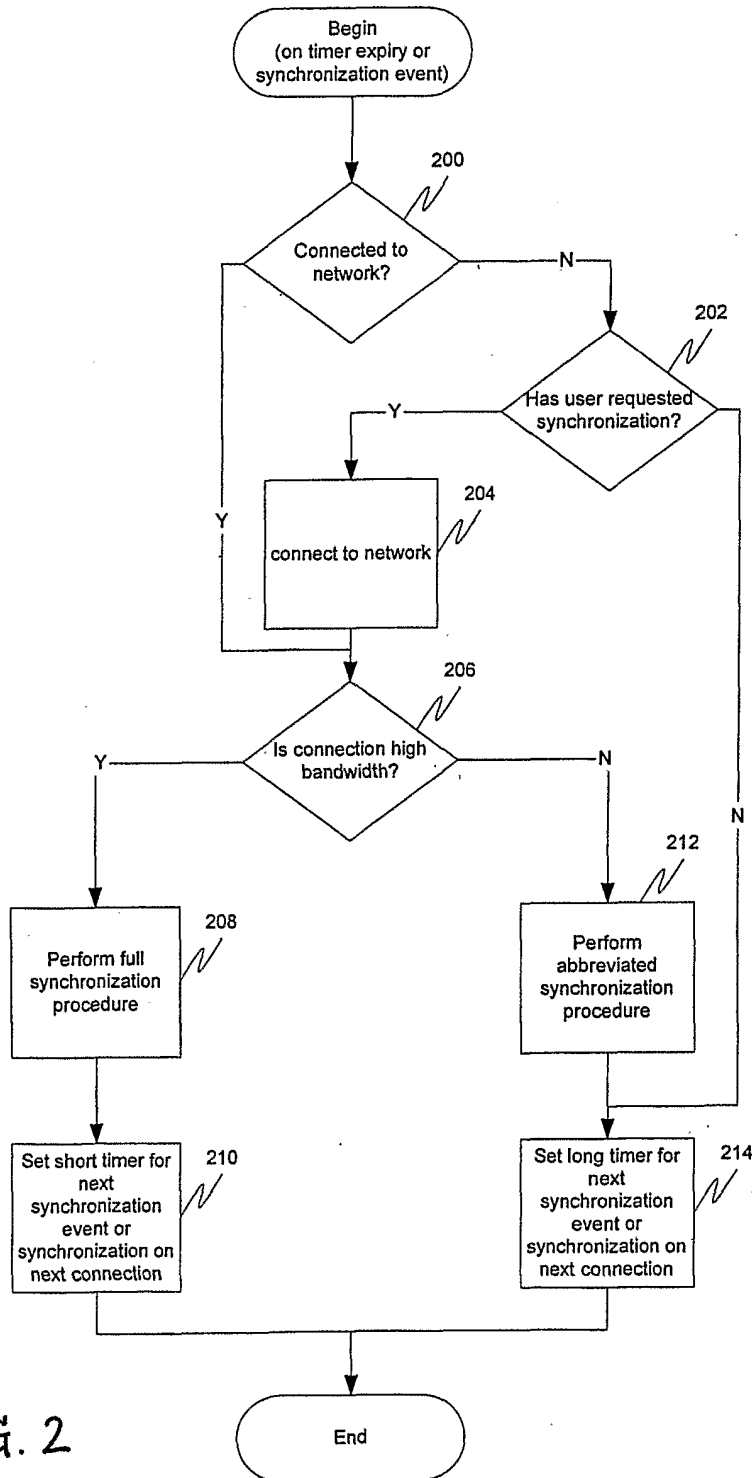 Begin
(on timer expiry or
synchronization event)
200
Connected to
network?
N
202
Has user requested
synchronization?
Y
204
connect to network
Y
206
Is connection high
bandwidth?
Y
N
N
212
208
Perform full
synchronization
procedure
Perform
abbreviated
synchronization
procedure
210
Set short timer for
next
synchronization
event or
synchronization on
next connection
214
Set long timer for
next
synchronization
event or
synchronization on
next connection
End
. 2